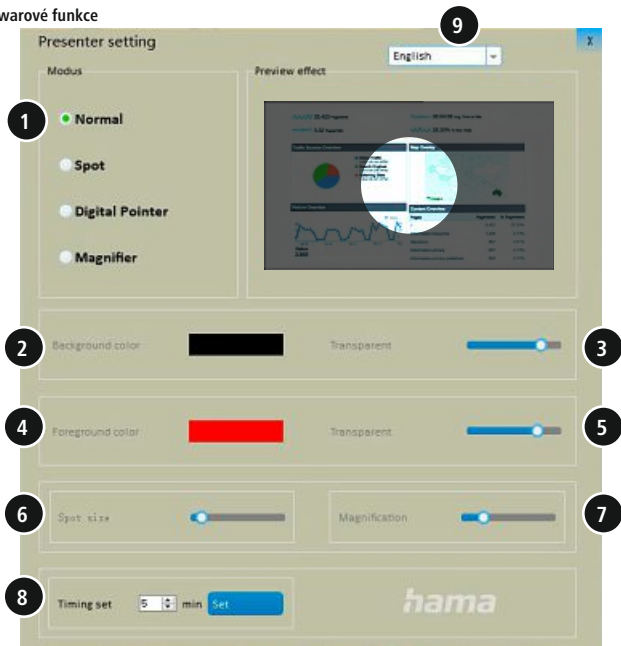 warové funkce
9
Presenter setting
English
x
Modus
Preview effect
1
Normal
Spot
Digital Pointer
Magnifier
2
Background color
Transparent
3
4
Foreground color
Transparent
5
6
Spot size
Magnification
7
8
Timing set
5
min
Set
hama